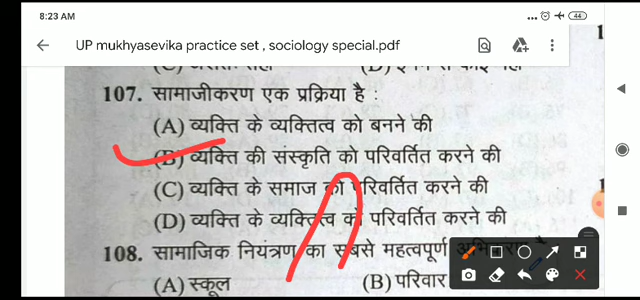 8:23 AM
44
UP mukhyasevika practice set , sociology special.pdf
107. सामाजीकरण एक प्रक्रिया है :
(A) व्यक्ति के व्यक्तित्व को बनने की
(B) व्यक्ति की संस्कृति को परिवर्तित करने की
(C) व्यक्ति के समाज को परिवर्तित करने की
(D) व्यक्ति के व्यक्तित्व को परिवर्तित करने की
108. सामाजिक नियंत्रण का सबसे महत्वपूर्ण
(A) स्कूल (B) परिवार